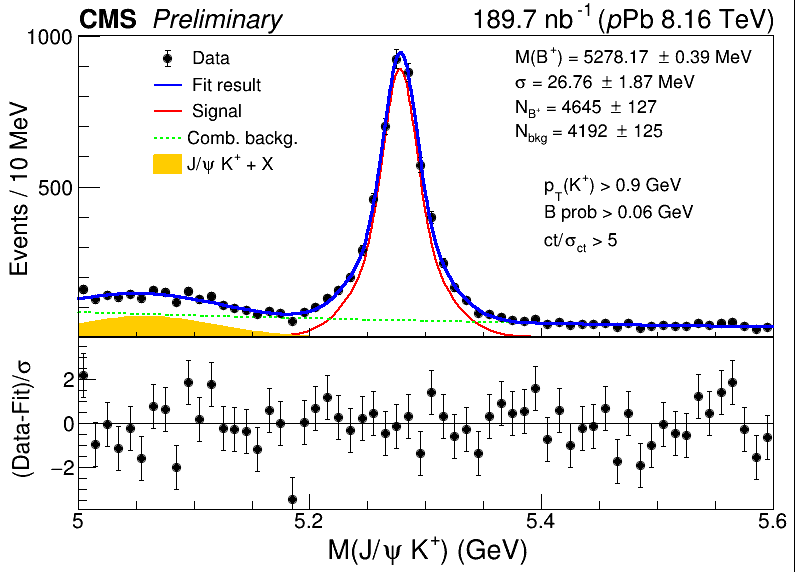 CMS Preliminary 189.7 nb⁻¹ (pPb 8.16 TeV)
1000
500
Events / 10 MeV
Data
Fit result
Signal
Comb. backg.
J/ψ K⁺ + X
M(B⁺) = 5278.17 ± 0.39 MeV
σ = 26.76 ± 1.87 MeV
N_B⁺ = 4645 ± 127
N_bkg = 4192 ± 125
p_T(K⁺) > 0.9 GeV
B prob > 0.06 GeV
ct/σ_ct > 5
(Data-Fit)/σ
2
0
−2
5 5.2 5.4 5.6
M(J/ψ K⁺) (GeV)